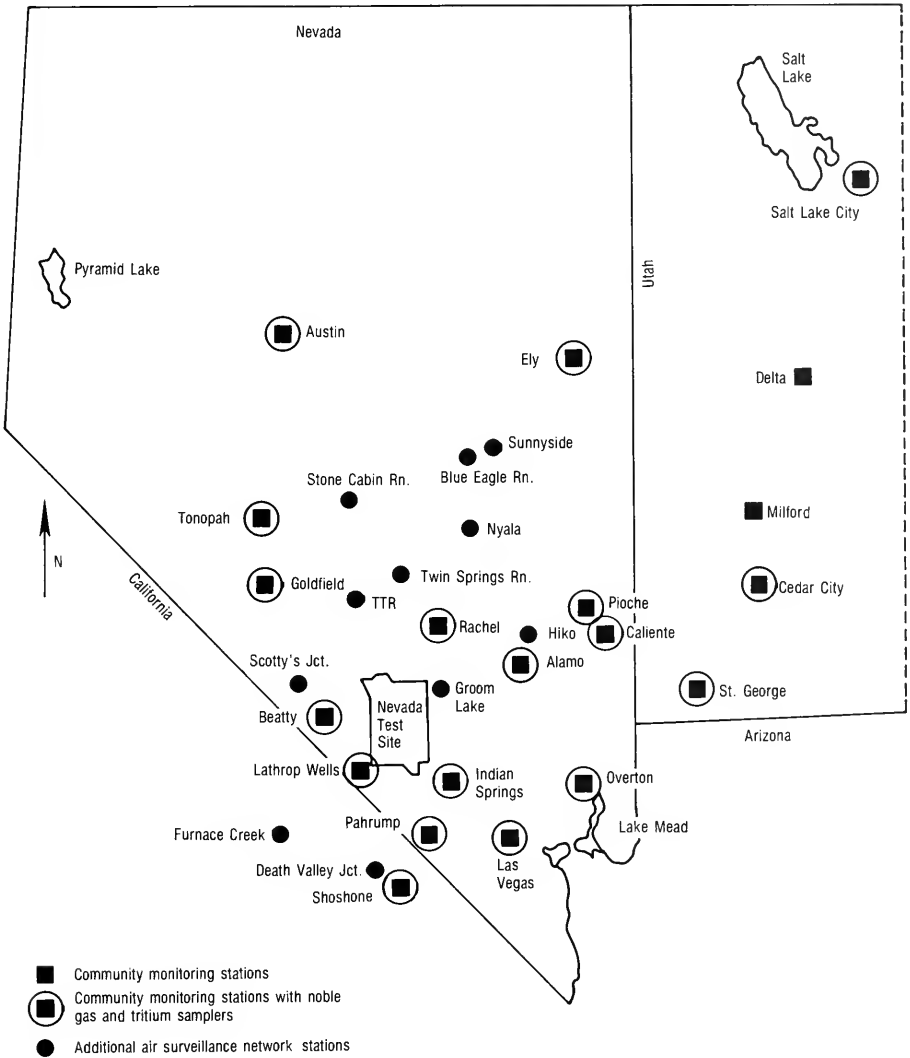 Nevada
Salt
Lake
Salt Lake City
Pyramid Lake
Utah
Austin
Ely
Delta
Sunnyside
Blue Eagle Rn.
Stone Cabin Rn.
Tonopah
Nyala
Milford
N
California
Goldfield
Twin Springs Rn.
TTR
Cedar City
Pioche
Rachel
Hiko
Caliente
Alamo
Scotty's Jct.
Groom
Lake
St. George
Beatty
Nevada
Test
Site
Arizona
Lathrop Wells
Indian
Springs
Overton
Furnace Creek
Pahrump
Lake Mead
Las
Vegas
Death Valley Jct.
Shoshone
Community monitoring stations
Community monitoring stations with noble
gas and tritium samplers
Additional air surveillance network stations